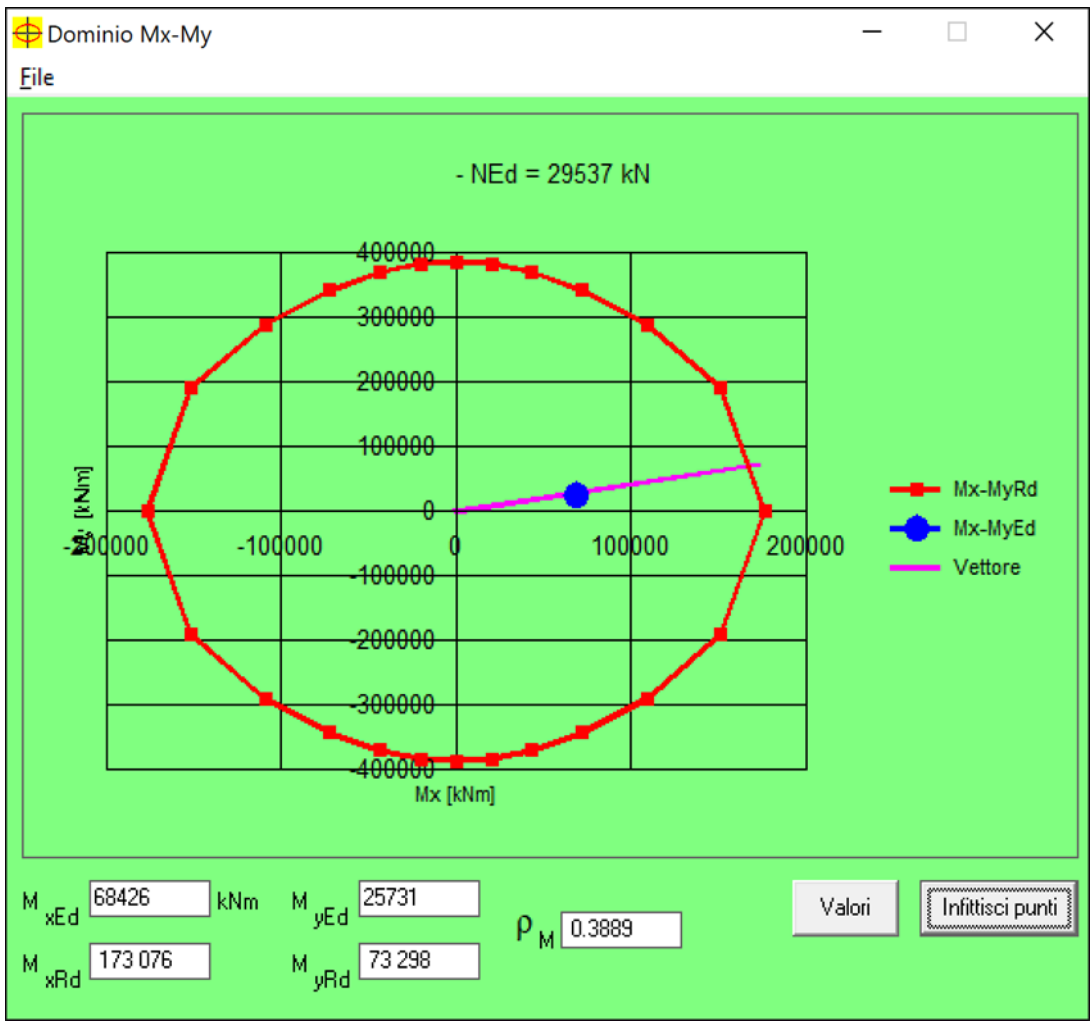 Dominio Mx-My
File
- NEd = 29537 kN
400000
300000
200000
100000
0
-200000 -100000 0 100000 200000
-100000
-200000
-300000
-400000
[kNm]
Mx [kNm]
Mx-MyRd
Mx-MyEd
Vettore
M xEd 68426 kNm M yEd 25731
M xRd 173 076 M yRd 73 298
ρ M 0.3889
Valori Infittisci punti